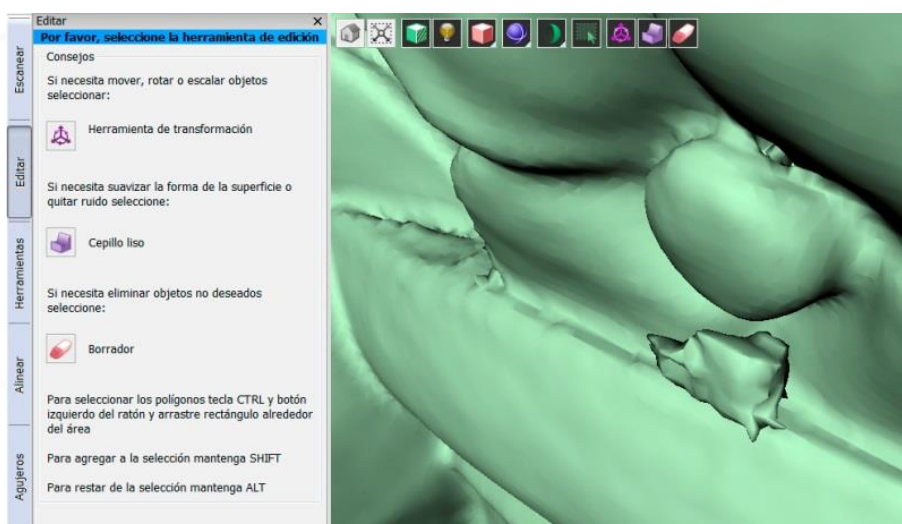 Editar
Por favor, seleccione la herramienta de edición
Consejos
Si necesita mover, rotar o escalar objetos
seleccionar:
Herramienta de transformación
Si necesita suavizar la forma de la superficie o
quitar ruido seleccione:
Cepillo liso
Si necesita eliminar objetos no deseados
seleccione:
Borrador
Para seleccionar los polígonos tecla CTRL y botón
izquierdo del ratón y arrastre rectángulo alrededor
del área
Para agregar a la selección mantenga SHIFT
Para restar de la selección mantenga ALT
Escanear
Editar
Herramientas
Alinear
Agujeros